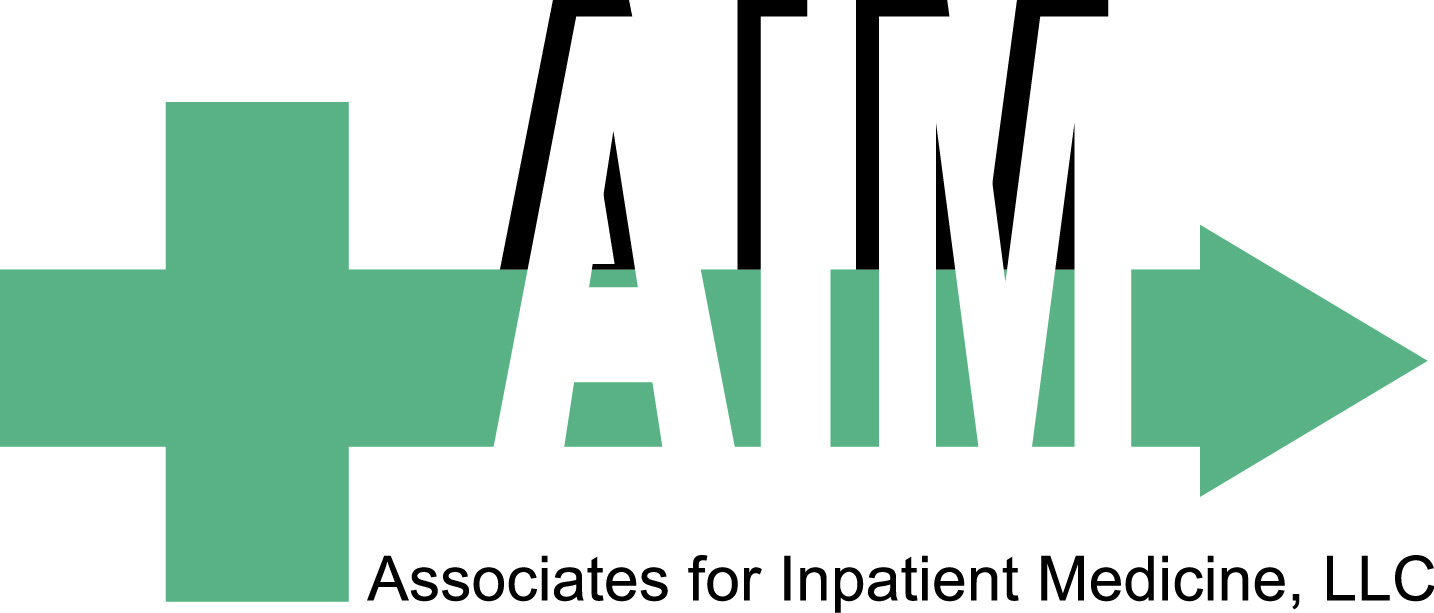 AIM
Associates for Inpatient Medicine, LLC